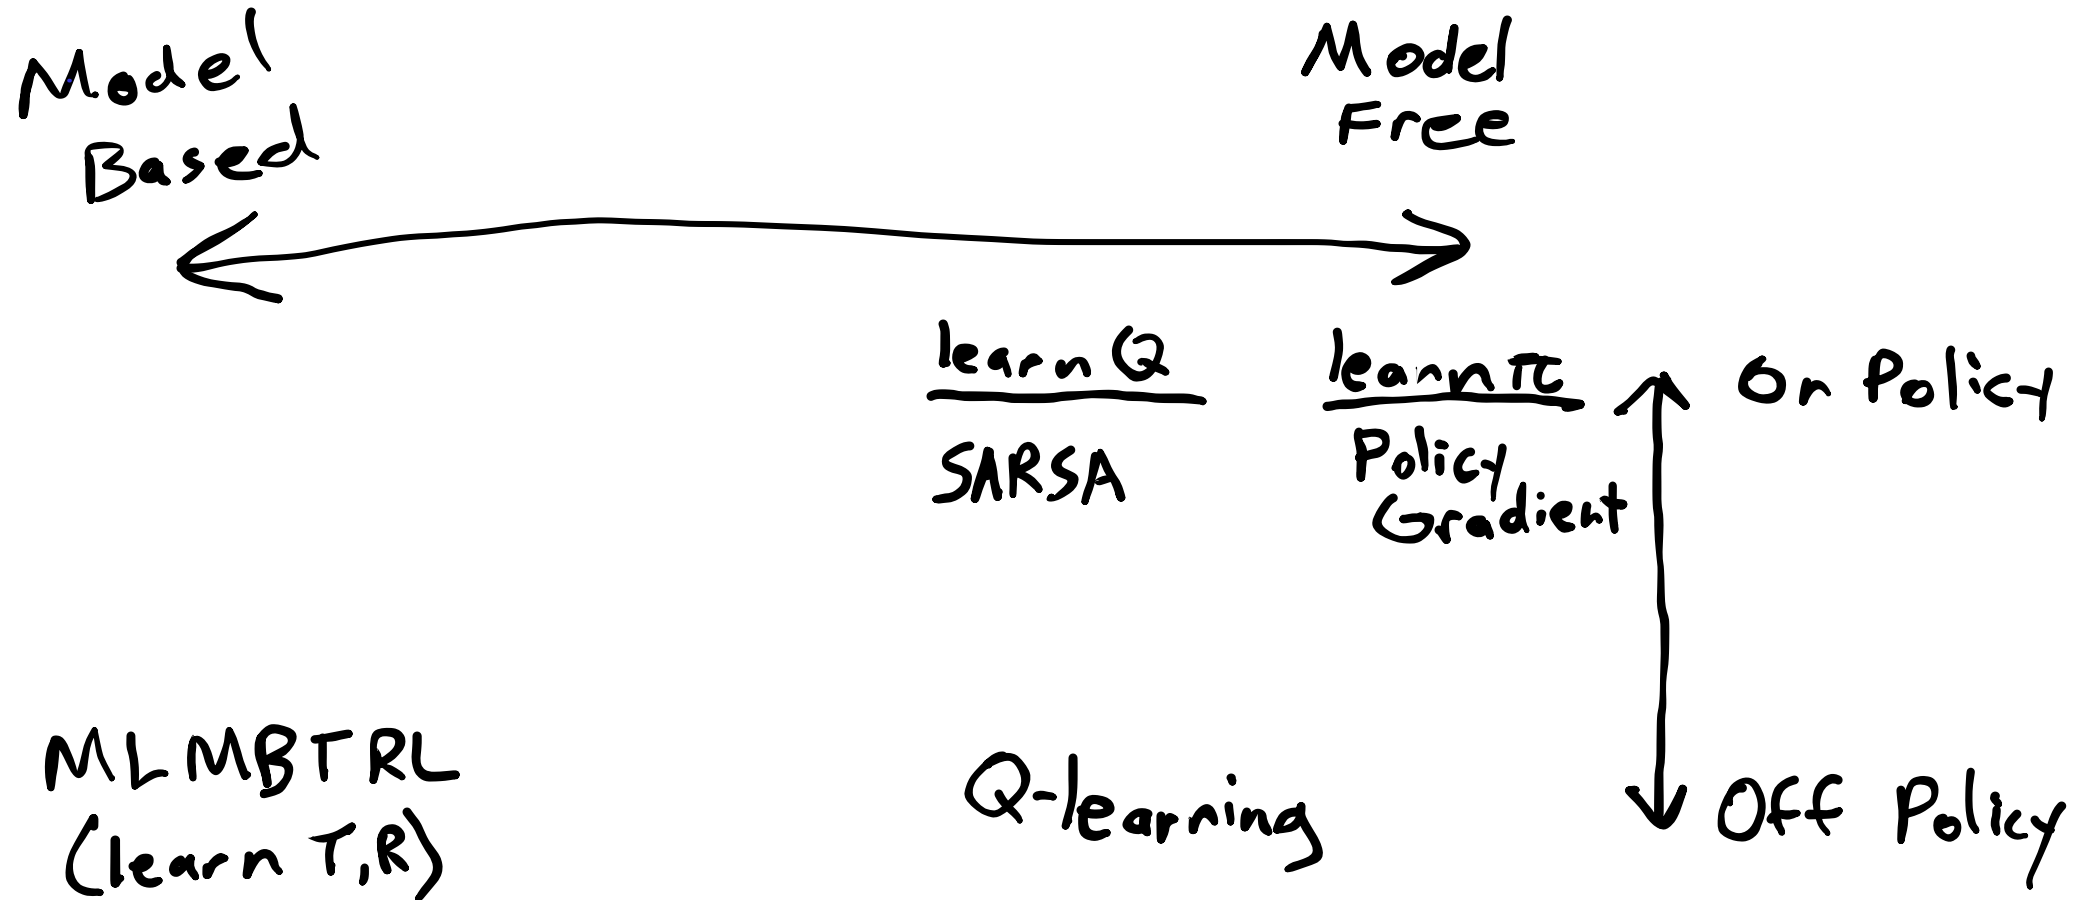 Model
Based
Model
Free
learn Q
SARSA
learn π
Policy
Gradient
On Policy
MLMBTRL
(learn T,R)
Q-learning
Off Policy